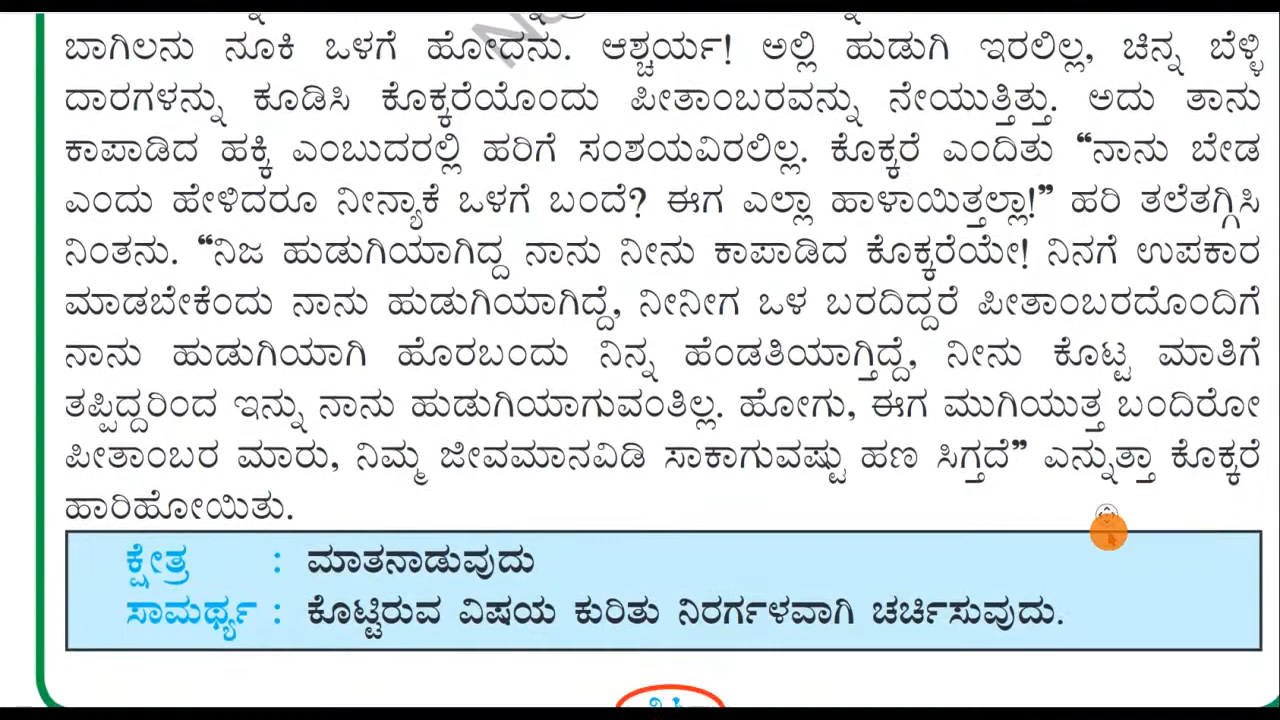 ಬಾಗಿಲನು ನೂಕಿ ಒಳಗೆ ಹೋದನು. ಆಶ್ಚರ್ಯ! ಅಲ್ಲಿ ಹುಡುಗಿ ಇರಲಿಲ್ಲ, ಚಿನ್ನ ಬೆಳ್ಳಿ
ದಾರಗಳನ್ನು ಕೂಡಿಸಿ ಕೊಕ್ಕರೆಯೊಂದು ಪೀತಾಂಬರವನ್ನು ನೇಯುತ್ತಿತ್ತು. ಅದು ತಾನು
ಕಾಪಾಡಿದ ಹಕ್ಕಿ ಎಂಬುದರಲ್ಲಿ ಹರಿಗೆ ಸಂಶಯವಿರಲಿಲ್ಲ. ಕೊಕ್ಕರೆ ಎಂದಿತು “ನಾನು ಬೇಡ
ಎಂದು ಹೇಳಿದರೂ ನೀನ್ಯಾಕೆ ಒಳಗೆ ಬಂದೆ? ಈಗ ಎಲ್ಲಾ ಹಾಳಾಯಿತ್ತಲ್ಲಾ!” ಹರಿ ತಲೆತಗ್ಗಿಸಿ
ನಿಂತನು. “ನಿಜ ಹುಡುಗಿಯಾಗಿದ್ದ ನಾನು ನೀನು ಕಾಪಾಡಿದ ಕೊಕ್ಕರೆಯೇ! ನಿನಗೆ ಉಪಕಾರ
ಮಾಡಬೇಕೆಂದು ನಾನು ಹುಡುಗಿಯಾಗಿದ್ದೆ, ನೀನೀಗ ಒಳ ಬರದಿದ್ದರೆ ಪೀತಾಂಬರದೊಂದಿಗೆ
ನಾನು ಹುಡುಗಿಯಾಗಿ ಹೊರಬಂದು ನಿನ್ನ ಹೆಂಡತಿಯಾಗ್ತಿದ್ದೆ, ನೀನು ಕೊಟ್ಟ ಮಾತಿಗೆ
ತಪ್ಪಿದ್ದರಿಂದ ಇನ್ನು ನಾನು ಹುಡುಗಿಯಾಗುವಂತಿಲ್ಲ. ಹೋಗು, ಈಗ ಮುಗಿಯುತ್ತ ಬಂದಿರೋ
ಪೀತಾಂಬರ ಮಾರು, ನಿಮ್ಮ ಜೀವಮಾನವಿಡಿ ಸಾಕಾಗುವಷ್ಟು ಹಣ ಸಿಗ್ತದೆ” ಎನ್ನುತ್ತಾ ಕೊಕ್ಕರೆ
ಹಾರಿಹೋಯಿತು.
ಕ್ಷೇತ್ರ : ಮಾತನಾಡುವುದು
ಸಾಮರ್ಥ್ಯ : ಕೊಟ್ಟಿರುವ ವಿಷಯ ಕುರಿತು ನಿರರ್ಗಳವಾಗಿ ಚರ್ಚಿಸುವುದು.